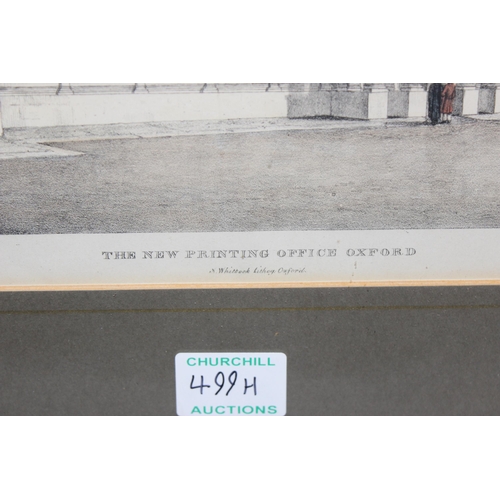 THE NEW PRINTING OFFICE OXFORD
N. Whittock Lithog Oxford.
CHURCHILL
499H
AUCTIONS